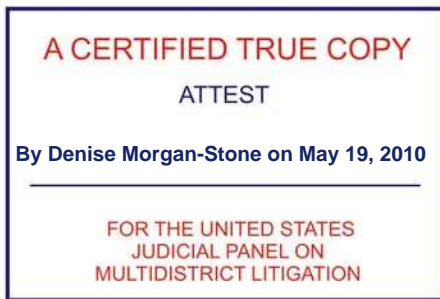 A CERTIFIED TRUE COPY
ATTEST
By Denise Morgan-Stone on May 19, 2010
FOR THE UNITED STATES
JUDICIAL PANEL ON
MULTIDISTRICT LITIGATION